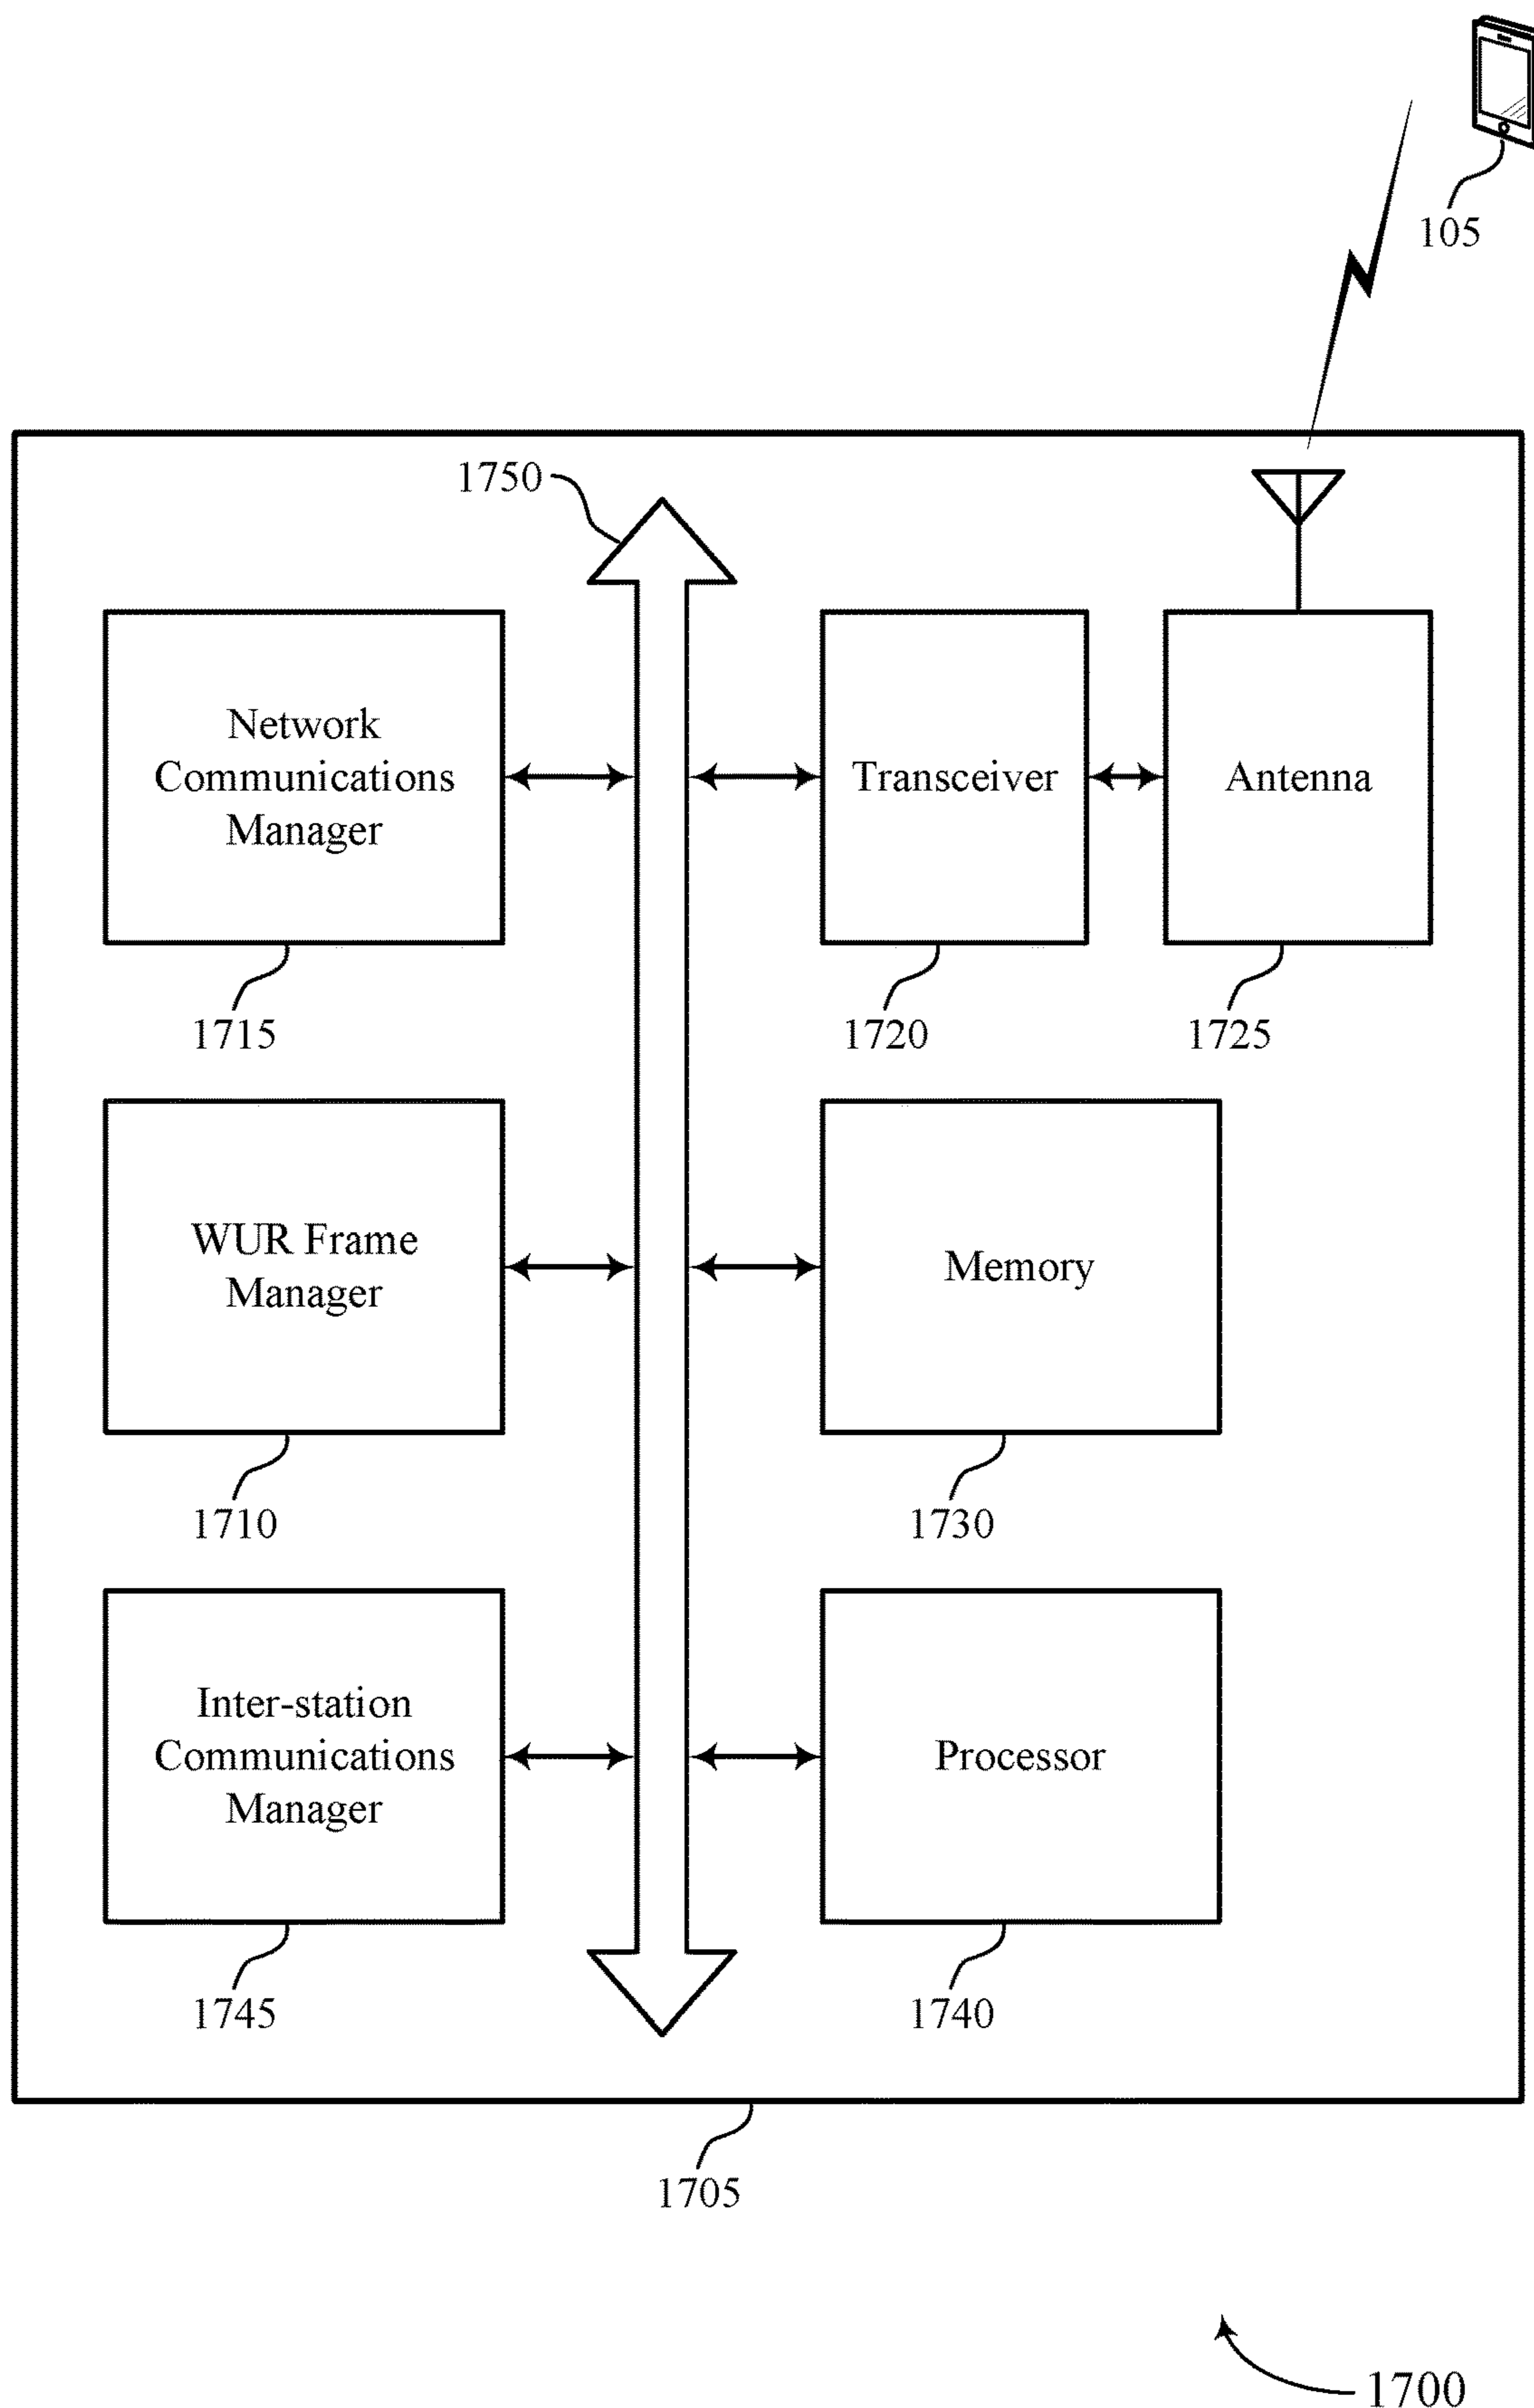 105
1750
Network
Communications
Manager
Transceiver
Antenna
1715
1720
1725
WUR Frame
Manager
Memory
1710
1730
Inter-station
Communications
Manager
Processor
1745
1740
1705
1700